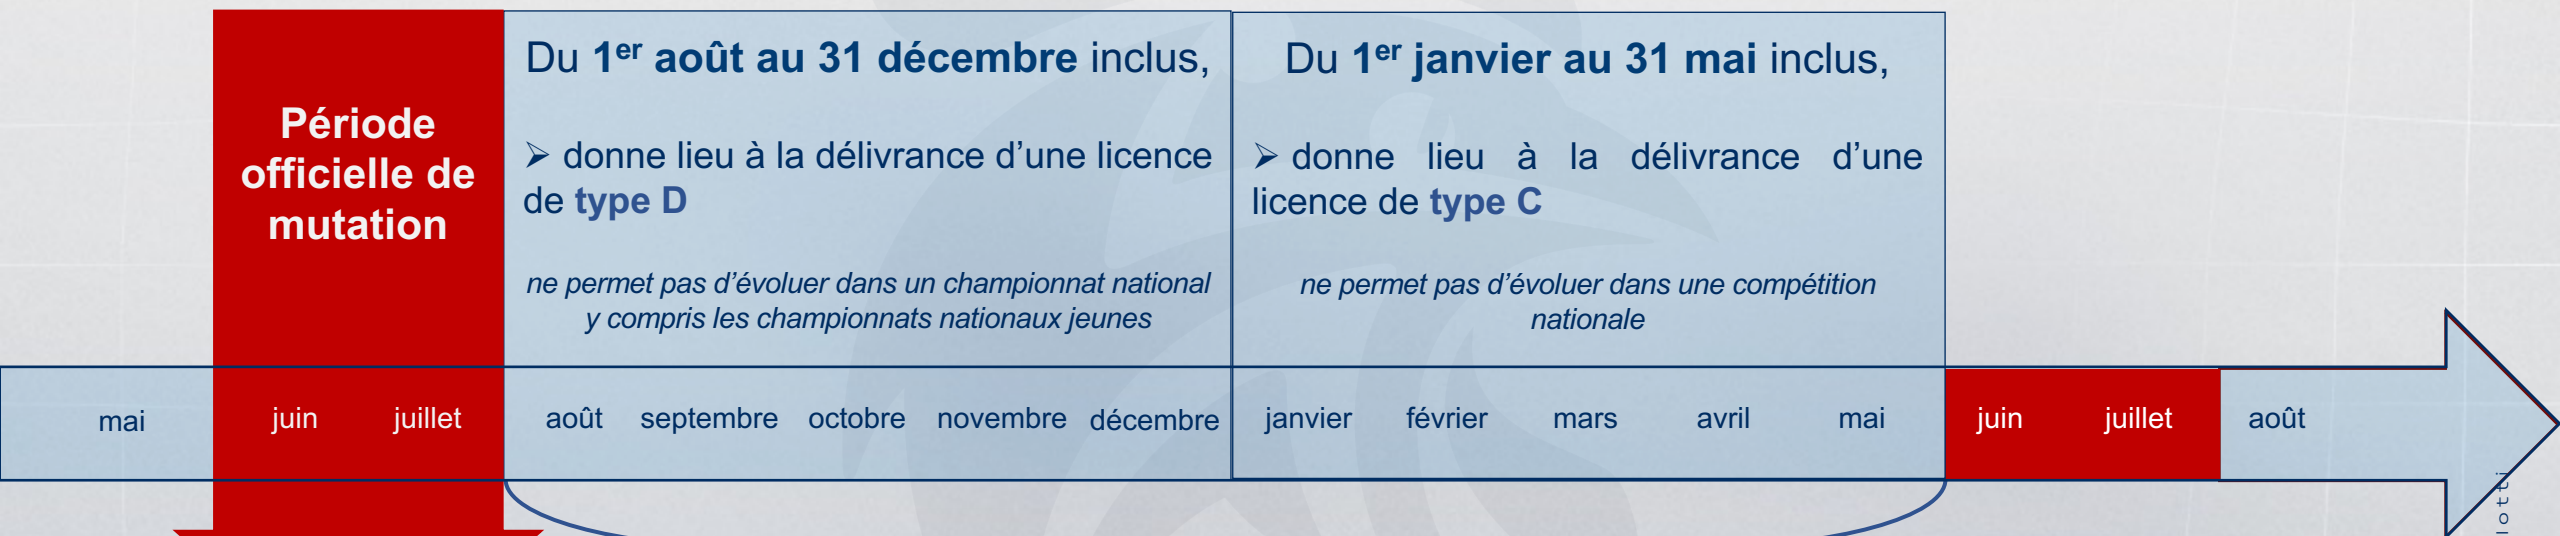 Période
officielle de
mutation
Du 1er août au 31 décembre inclus,
➢ donne lieu à la délivrance d’une licence
de type D
ne permet pas d’évoluer dans un championnat national
y compris les championnats nationaux jeunes
Du 1er janvier au 31 mai inclus,
➢ donne lieu à la délivrance d’une
licence de type C
ne permet pas d’évoluer dans une compétition
nationale
mai juin juillet août septembre octobre novembre décembre janvier février mars avril mai juin juillet août